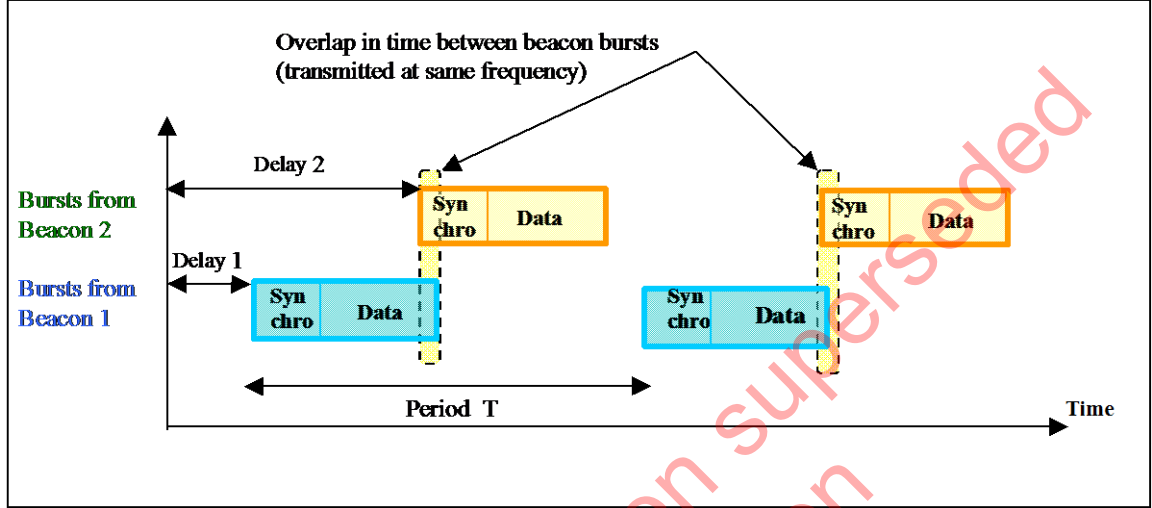 Overlap in time between beacon bursts
(transmitted at same frequency)
Delay 2
Bursts from
Beacon 2
Syn
chro
Data
Syn
chro
Data
Delay 1
Bursts from
Beacon 1
Syn
chro
Data
Syn
chro
Data
Period T
Time
on superseded
on